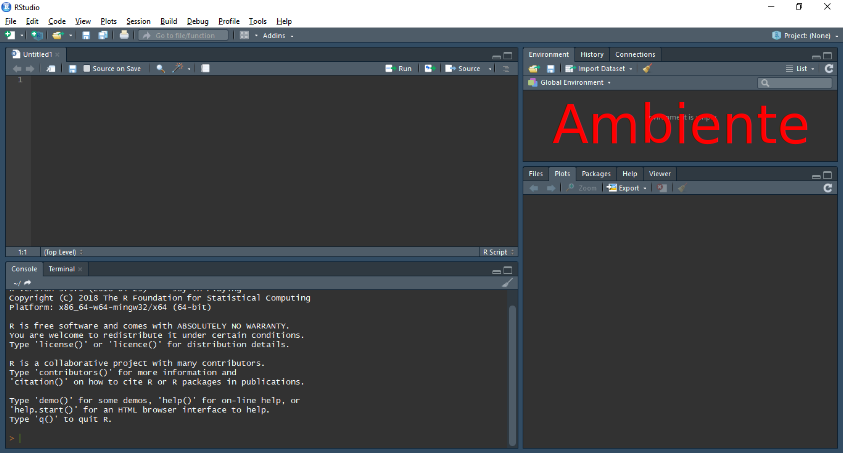 RStudio
File Edit Code View Plots Session Build Debug Profile Tools Help
Go to file/function Addins Project: (None)
Untitled1
Source on Save Run Source
1
1:1 (Top Level) R Script
Console Terminal
~/
Copyright (C) 2018 The R Foundation for Statistical Computing
Platform: x86_64-w64-mingw32/x64 (64-bit)
R is free software and comes with ABSOLUTELY NO WARRANTY.
You are welcome to redistribute it under certain conditions.
Type 'license()' or 'licence()' for distribution details.
R is a collaborative project with many contributors.
Type 'contributors()' for more information and
'citation()' on how to cite R or R packages in publications.
Type 'demo()' for some demos, 'help()' for on-line help, or
'help.start()' for an HTML browser interface to help.
Type 'q()' to quit R.
>
Environment History Connections
Import Dataset List
Global Environment
Ambiente
Files Plots Packages Help Viewer
Zoom Export